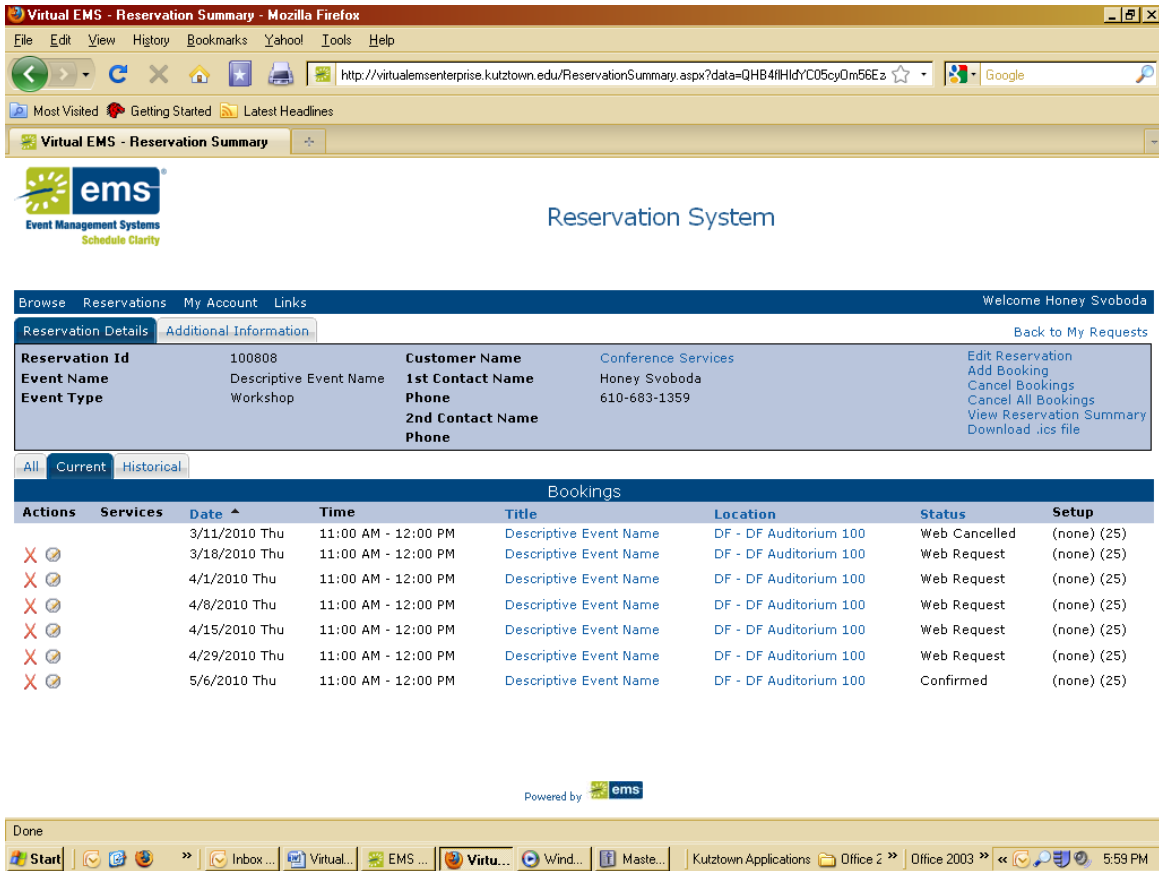 Virtual EMS - Reservation Summary - Mozilla Firefox
File Edit View History Bookmarks Yahoo! Tools Help
http://virtualemsenterprise.kutztown.edu/ReservationSummary.aspx?data= Google
Most Visited Getting Started Latest Headlines
Virtual EMS - Reservation Summary
ems®
Event Management Systems
Schedule Clarity
Reservation System
Browse Reservations My Account Links Welcome Honey Svoboda
Reservation Details Additional Information Back to My Requests
Reservation Id 100808 Customer Name Conference Services Edit Reservation
Event Name Descriptive Event Name 1st Contact Name Honey Svoboda Add Booking
Cancel Bookings
Event Type Workshop Phone 610-683-1359 Cancel All Bookings
2nd Contact Name View Reservation Summary
Phone Download .ics file
All Current Historical
Bookings
Actions Services Date Time Title Location Status Setup
3/11/2010 Thu 11:00 AM - 12:00 PM Descriptive Event Name DF - DF Auditorium 100 Web Cancelled (none) (25)
3/18/2010 Thu 11:00 AM - 12:00 PM Descriptive Event Name DF - DF Auditorium 100 Web Request (none) (25)
4/1/2010 Thu 11:00 AM - 12:00 PM Descriptive Event Name DF - DF Auditorium 100 Web Request (none) (25)
4/8/2010 Thu 11:00 AM - 12:00 PM Descriptive Event Name DF - DF Auditorium 100 Web Request (none) (25)
4/15/2010 Thu 11:00 AM - 12:00 PM Descriptive Event Name DF - DF Auditorium 100 Web Request (none) (25)
4/29/2010 Thu 11:00 AM - 12:00 PM Descriptive Event Name DF - DF Auditorium 100 Web Request (none) (25)
5/6/2010 Thu 11:00 AM - 12:00 PM Descriptive Event Name DF - DF Auditorium 100 Confirmed (none) (25)
Powered by ems
Done
Start » Inbox ... Virtual... EMS ... Virtu... Wind... Maste... Kutztown Applications Office 2 » Office 2003 » « 5:59 PM